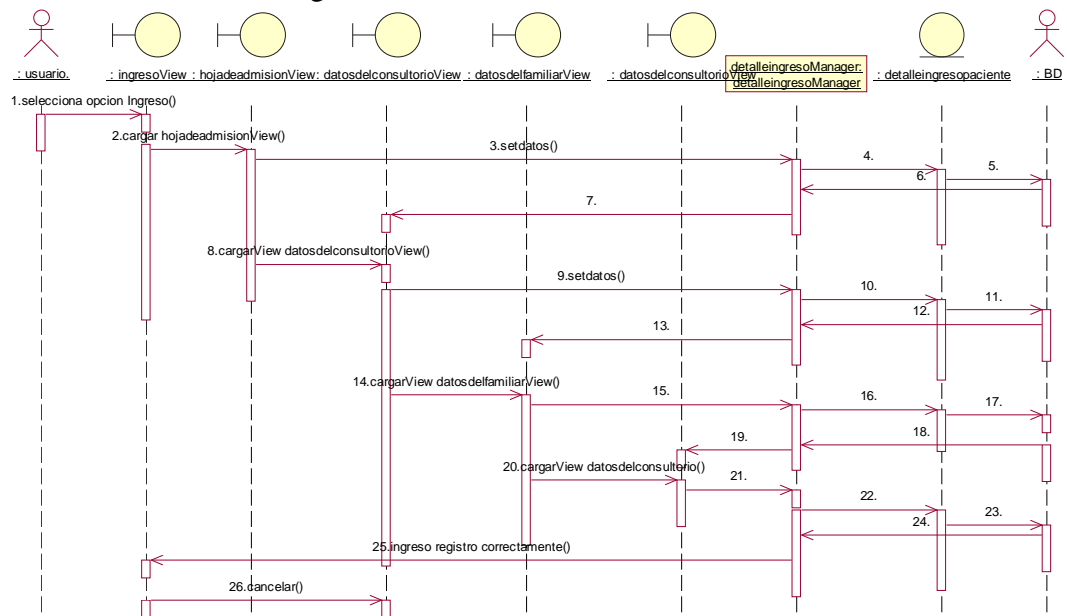 : usuario.
: ingresoView
: hojadeadmisionView
: datosdelconsultorioView
: datosdelfamiliarView
: datosdelconsultorioView
detalleingresoManager:
detalleingresoManager
: detalleingresopaciente
: BD
1.selecciona opcion Ingreso()
2.cargar hojadeadmisionView()
3.setdatos()
4.
5.
6.
7.
8.cargarView datosdelconsultorioView()
9.setdatos()
10.
11.
12.
13.
14.cargarView datosdelfamiliarView()
15.
16.
17.
18.
19.
20.cargarView datosdelconsultorio()
21.
22.
23.
24.
25.ingreso registro correctamente()
26.cancelar()